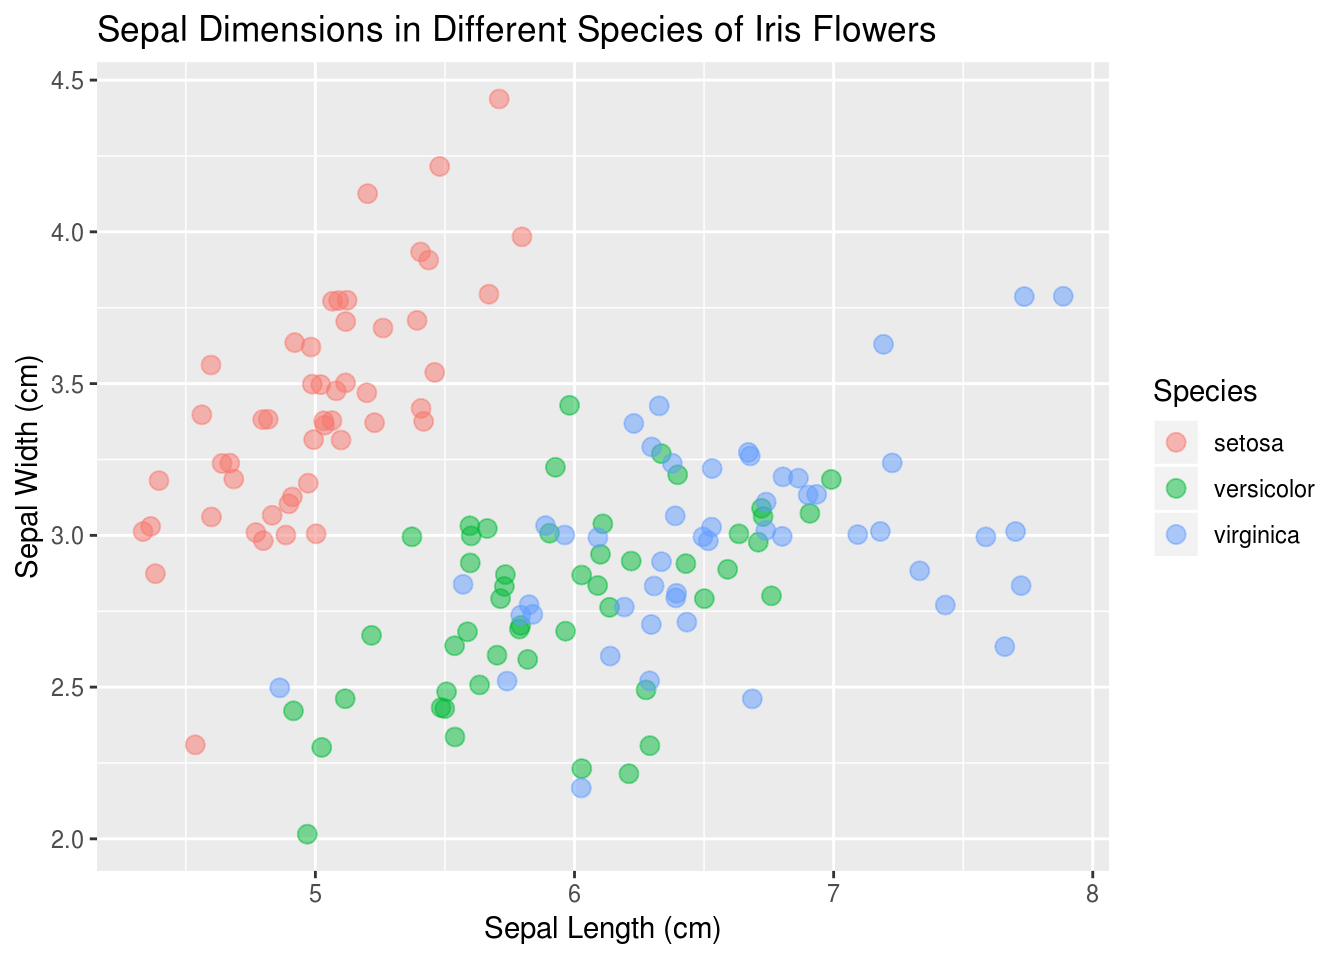 Sepal Dimensions in Different Species of Iris Flowers
4.5
4.0
3.5
3.0
2.5
2.0
Sepal Width (cm)
5 6 7 8
Sepal Length (cm)
Species
setosa
versicolor
virginica